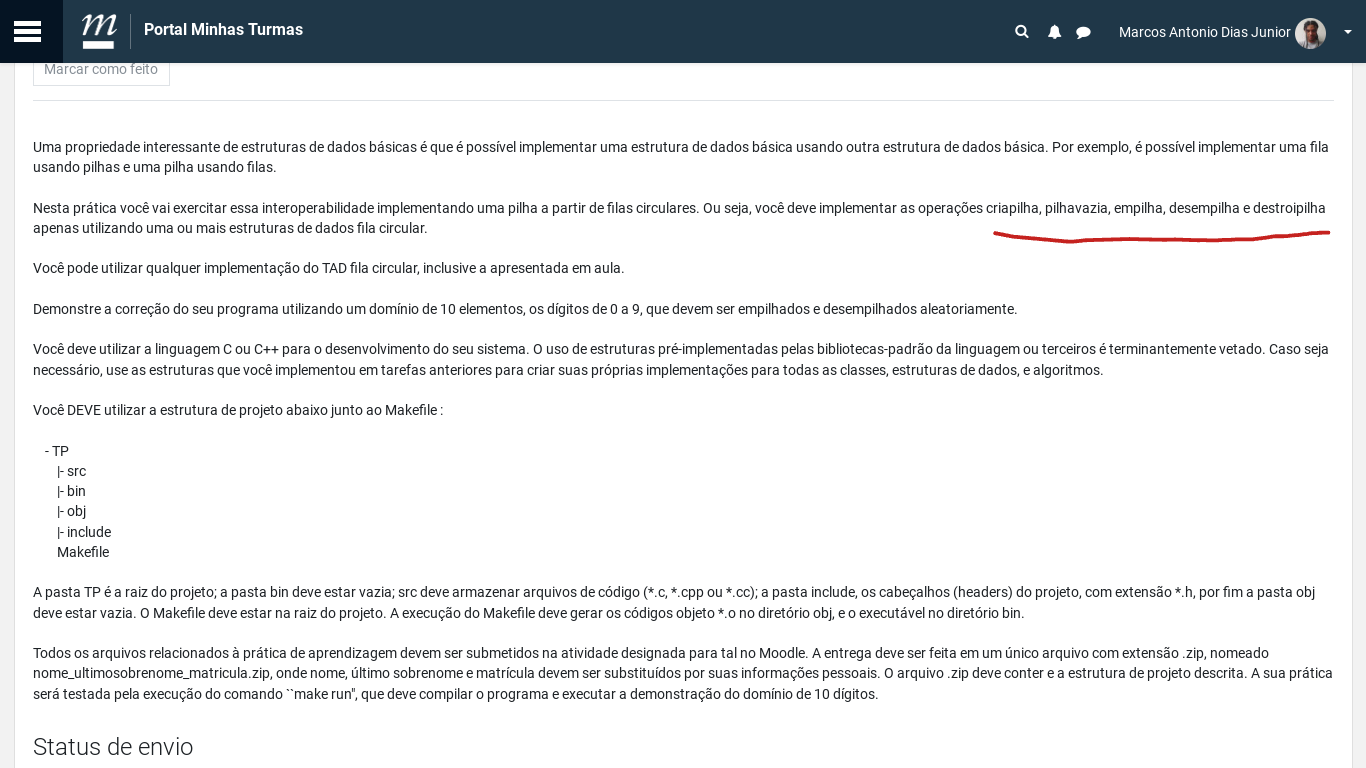 Portal Minhas Turmas
Marcos Antonio Dias Junior
Marcar como feito
Uma propriedade interessante de estruturas de dados básicas é que é possível implementar uma estrutura de dados básica usando outra estrutura de dados básica. Por exemplo, é possível implementar uma fila
usando pilhas e uma pilha usando filas.
Nesta prática você vai exercitar essa interoperabilidade implementando uma pilha a partir de filas circulares. Ou seja, você deve implementar as operações criapilha, pilhavazia, empilha, desempilha e destroipilha
apenas utilizando uma ou mais estruturas de dados fila circular.
Você pode utilizar qualquer implementação do TAD fila circular, inclusive a apresentada em aula.
Demonstre a correção do seu programa utilizando um domínio de 10 elementos, os dígitos de 0 a 9, que devem ser empilhados e desempilhados aleatoriamente.
Você deve utilizar a linguagem C ou C++ para o desenvolvimento do seu sistema. O uso de estruturas pré-implementadas pelas bibliotecas-padrão da linguagem ou terceiros é terminantemente vetado. Caso seja
necessário, use as estruturas que você implementou em tarefas anteriores para criar suas próprias implementações para todas as classes, estruturas de dados, e algoritmos.
Você DEVE utilizar a estrutura de projeto abaixo junto ao Makefile :
- TP
|- src
|- bin
|- obj
|- include
Makefile
A pasta TP é a raiz do projeto; a pasta bin deve estar vazia; src deve armazenar arquivos de código (*.c, *.cpp ou *.cc); a pasta include, os cabeçalhos (headers) do projeto, com extensão *.h, por fim a pasta obj
deve estar vazia. O Makefile deve estar na raiz do projeto. A execução do Makefile deve gerar os códigos objeto *.o no diretório obj, e o executável no diretório bin.
Todos os arquivos relacionados à prática de aprendizagem devem ser submetidos na atividade designada para tal no Moodle. A entrega deve ser feita em um único arquivo com extensão .zip, nomeado
nome_ultimosobrenome_matricula.zip, onde nome, último sobrenome e matrícula devem ser substituídos por suas informações pessoais. O arquivo .zip deve conter e a estrutura de projeto descrita. A sua prática
será testada pela execução do comando ``make run", que deve compilar o programa e executar a demonstração do domínio de 10 dígitos.
Status de envio